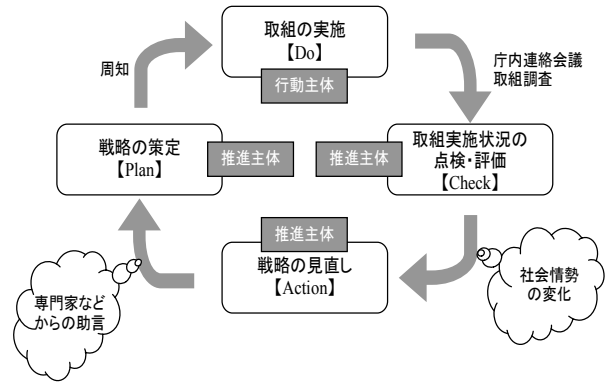 取組の実施
【Do】
行動主体
周知
庁内連絡会議
取組調査
戦略の策定
【Plan】
推進主体
推進主体
取組実施状況の
点検・評価
【Check】
推進主体
戦略の見直し
【Action】
専門家など
からの助言
社会情勢
の変化